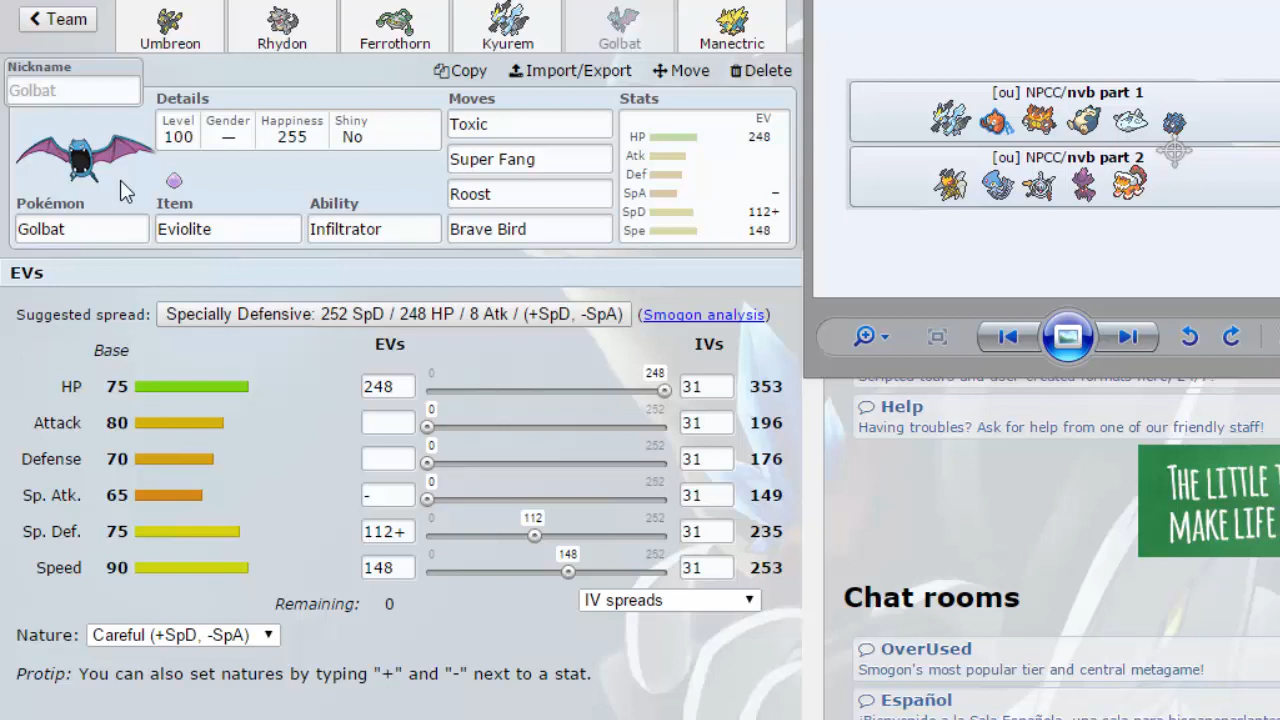 Team
Umbreon
Rhydon
Ferrothorn
Kyurem
Golbat
Manectric
Copy
Import/Export
Move
Delete
Nickname
Golbat
Details
Level
100
Gender
—
Happiness
255
Shiny
No
Pokémon
Golbat
Item
Eviolite
Ability
Infiltrator
Moves
Toxic
Super Fang
Roost
Brave Bird
Stats
EV
HP 248
Atk
Def
SpA –
SpD 112+
Spe 148
EVs
Suggested spread: Specially Defensive: 252 SpD / 248 HP / 8 Atk / (+SpD, -SpA) (Smogon analysis)
Base EVs IVs
0 248
HP 75 248 31 353
0 252
Attack 80 31 196
0 252
Defense 70 31 176
0 252
Sp. Atk. 65 - 31 149
0 112 252
Sp. Def. 75 112+ 31 235
0 148 252
Speed 90 148 31 253
Remaining: 0
IV spreads
Nature: Careful (+SpD, -SpA)
Protip: You can also set natures by typing "+" and "-" next to a stat.
[ou] NPCC/nvb part 1
[ou] NPCC/nvb part 2
Help
Having troubles? Ask for help from one of our friendly staff!
THE LITTLE
MAKE LIFE
Chat rooms
OverUsed
Smogon's most popular tier and central metagame!
Español